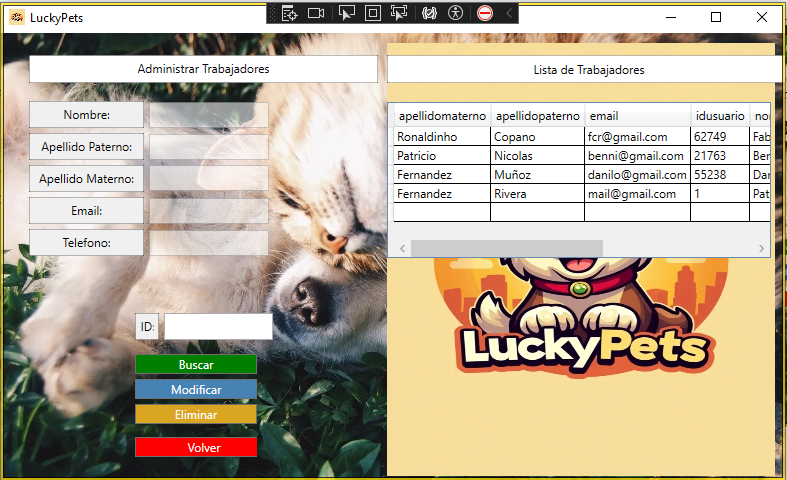 LuckyPets
Administrar Trabajadores
Nombre:
Apellido Paterno:
Apellido Materno:
Email:
Telefono:
ID:
Buscar
Modificar
Eliminar
Volver
Lista de Trabajadores
apellidomaterno apellidopaterno email idusuario
Ronaldinho Copano fcr@gmail.com 62749 Fab
Patricio Nicolas benni@gmail.com 21763 Ber
Fernandez Muñoz danilo@gmail.com 55238 Dar
Fernandez Rivera mail@gmail.com 1 Pat
LuckyPets